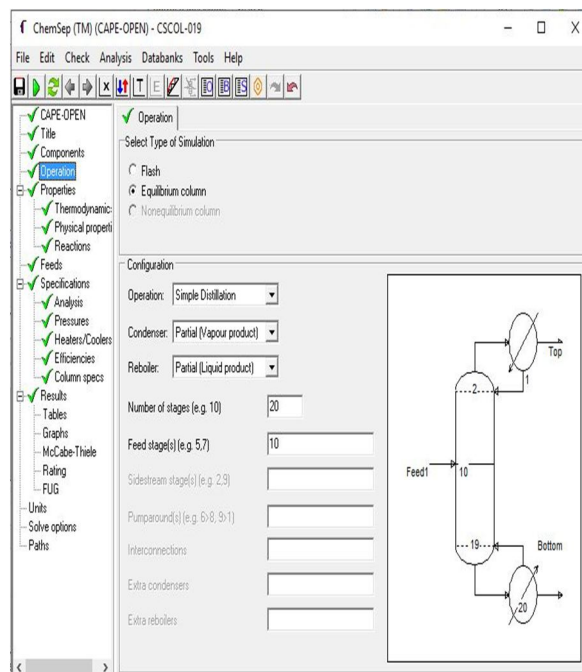 ChemSep (TM) (CAPE-OPEN) - CSCOL-019
File Edit Check Analysis Databanks Tools Help
CAPE-OPEN
Title
Components
Operation
Properties
Thermodynamic:
Physical properti
Reactions
Feeds
Specifications
Analysis
Pressures
Heaters/Coolers
Efficiencies
Column specs
Results
Tables
Graphs
McCabe-Thiele
Rating
FUG
Units
Solve options
Paths
Operation
Select Type of Simulation
Flash
Equilibrium column
Nonequilibrium column
Configuration
Operation: Simple Distillation
Condenser: Partial (Vapour product)
Reboiler: Partial (Liquid product)
Number of stages (e.g. 10) 20
Feed stage(s) (e.g. 5,7) 10
Sidestream stage(s) (e.g. 2,9)
Pumparound(s) (e.g. 6>8, 9>1)
Interconnections
Extra condensers
Extra reboilers
Top
1
2
Feed1
10
19
Bottom
20